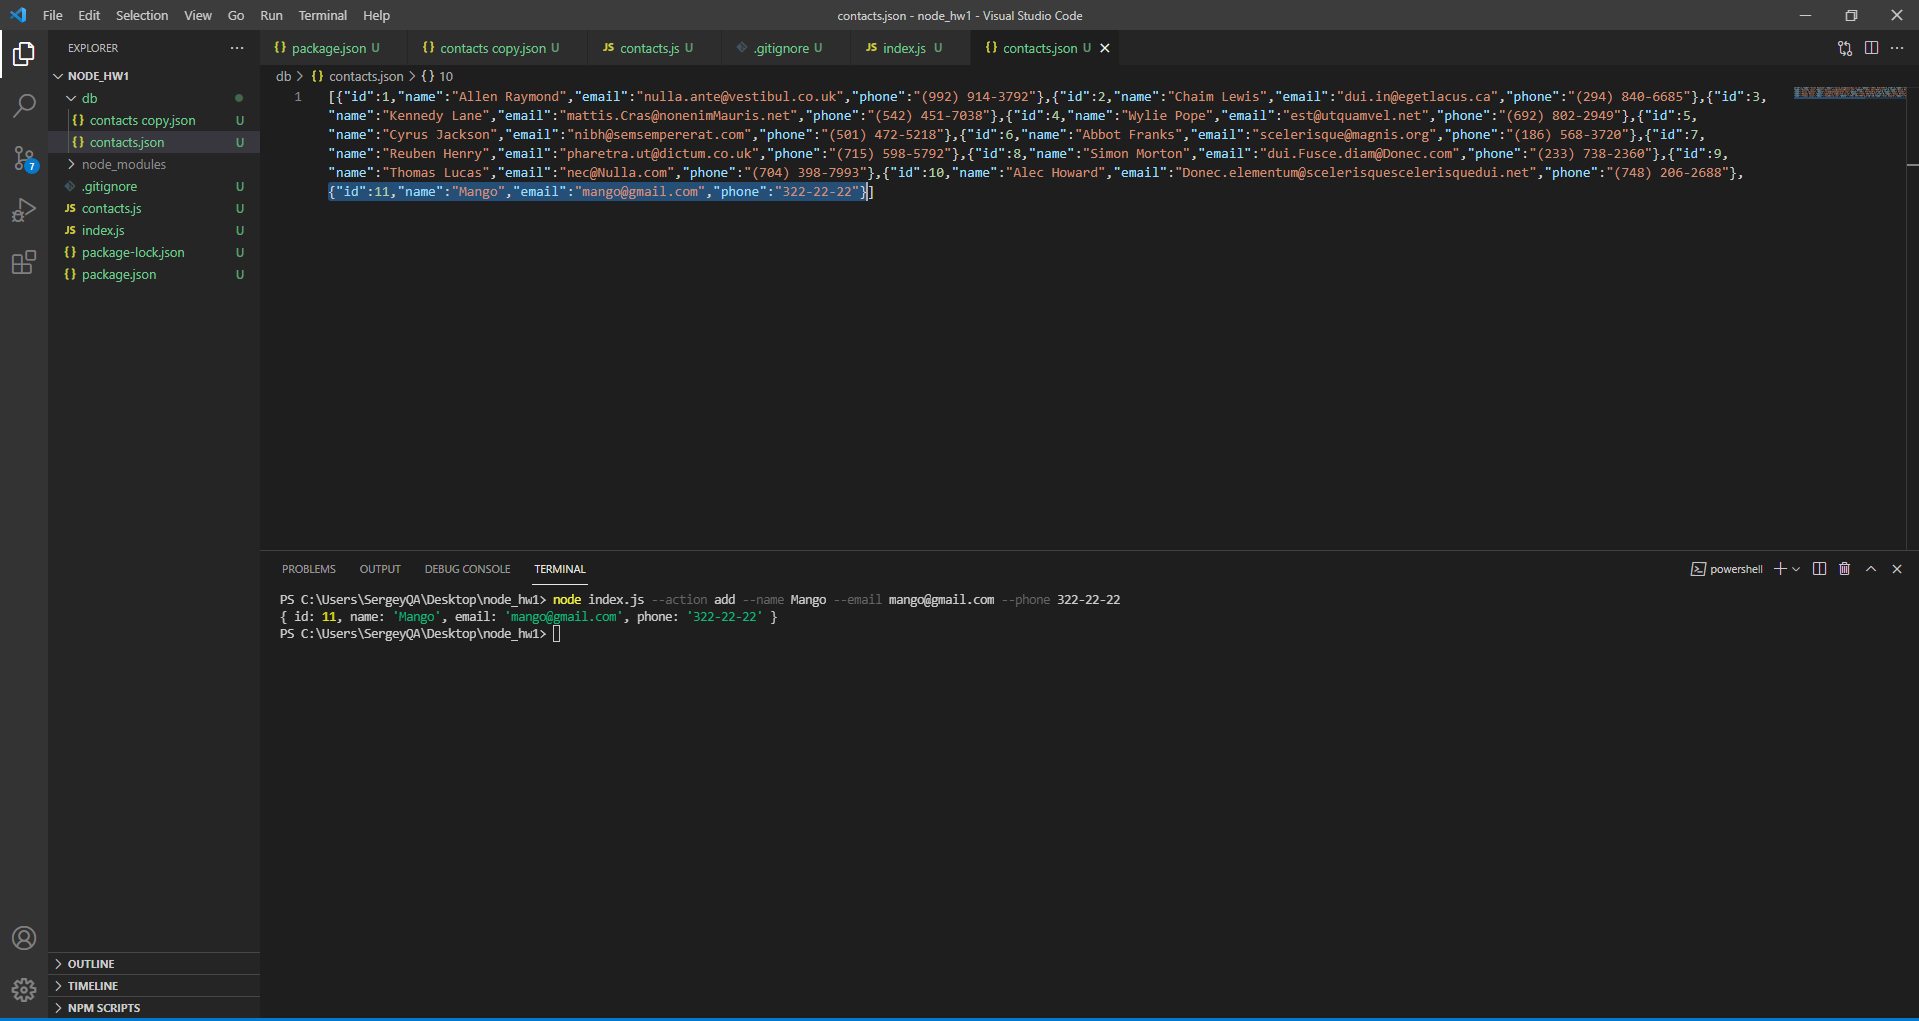 File Edit Selection View Go Run Terminal Help
contacts.json - node_hw1 - Visual Studio Code
EXPLORER
package.json U
contacts copy.json U
contacts.js U
.gitignore U
index.js U
contacts.json U
NODE_HW1
db
contacts copy.json U
contacts.json U
node_modules
.gitignore U
contacts.js U
index.js U
package-lock.json U
package.json U
7
db > {} contacts.json > {} 10
1
[{"id":1,"name":"Allen Raymond","email":"nulla.ante@vestibul.co.uk","phone":"(992) 914-3792"},{"id":2,"name":"Chaim Lewis","email":"dui.in@egetlacus.ca","phone":"(294) 840-6685"},{"id":3,
"name":"Kennedy Lane","email":"mattis.Cras@nonenimMauris.net","phone":"(542) 451-7038"},{"id":4,"name":"Wylie Pope","email":"est@utquamvel.net","phone":"(692) 802-2949"},{"id":5,
"name":"Cyrus Jackson","email":"nibh@semsempererat.com","phone":"(501) 472-5218"},{"id":6,"name":"Abbot Franks","email":"scelerisque@magnis.org","phone":"(186) 568-3720"},{"id":7,
"name":"Reuben Henry","email":"pharetra.ut@dictum.co.uk","phone":"(715) 598-5792"},{"id":8,"name":"Simon Morton","email":"dui.Fusce.diam@Donec.com","phone":"(233) 738-2360"},{"id":9,
"name":"Thomas Lucas","email":"nec@Nulla.com","phone":"(704) 398-7993"},{"id":10,"name":"Alec Howard","email":"Donec.elementum@scelerisquescelerisquedui.net","phone":"(748) 206-2688"},
{"id":11,"name":"Mango","email":"mango@gmail.com","phone":"322-22-22"}]
PROBLEMS OUTPUT DEBUG CONSOLE TERMINAL
powershell
PS C:\Users\SergeyQA\Desktop\node_hw1> node index.js --action add --name Mango --email mango@gmail.com --phone 322-22-22
{ id: 11, name: 'Mango', email: 'mango@gmail.com', phone: '322-22-22' }
PS C:\Users\SergeyQA\Desktop\node_hw1>
OUTLINE
TIMELINE
NPM SCRIPTS